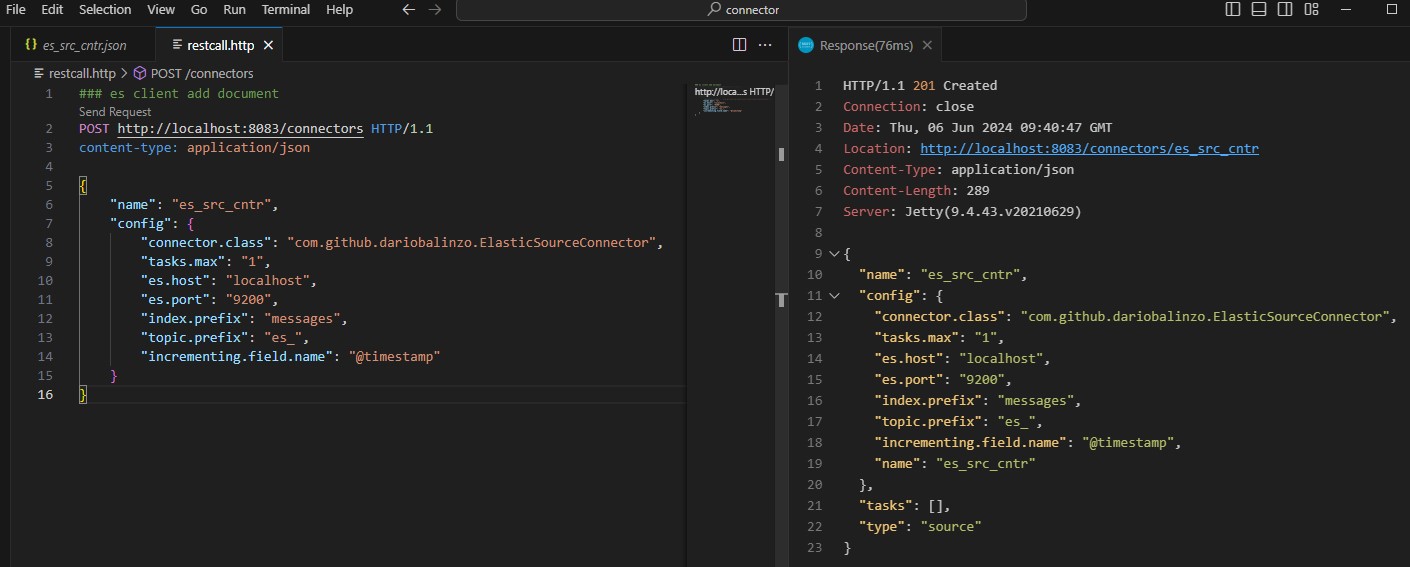 File Edit Selection View Go Run Terminal Help connector
es_src_cntr.json restcall.http
restcall.http > POST /connectors
1 ### es client add document
Send Request
2 POST http://localhost:8083/connectors HTTP/1.1
3 content-type: application/json
4
5 {
6 "name": "es_src_cntr",
7 "config": {
8 "connector.class": "com.github.dariobalinzo.ElasticSourceConnector",
9 "tasks.max": "1",
10 "es.host": "localhost",
11 "es.port": "9200",
12 "index.prefix": "messages",
13 "topic.prefix": "es_",
14 "incrementing.field.name": "@timestamp"
15 }
16 }
http://loca...s HTTP/
Response(76ms)
1 HTTP/1.1 201 Created
2 Connection: close
3 Date: Thu, 06 Jun 2024 09:40:47 GMT
4 Location: http://localhost:8083/connectors/es_src_cntr
5 Content-Type: application/json
6 Content-Length: 289
7 Server: Jetty(9.4.43.v20210629)
8
9 {
10 "name": "es_src_cntr",
11 "config": {
12 "connector.class": "com.github.dariobalinzo.ElasticSourceConnector",
13 "tasks.max": "1",
14 "es.host": "localhost",
15 "es.port": "9200",
16 "index.prefix": "messages",
17 "topic.prefix": "es_",
18 "incrementing.field.name": "@timestamp",
19 "name": "es_src_cntr"
20 },
21 "tasks": [],
22 "type": "source"
23 }